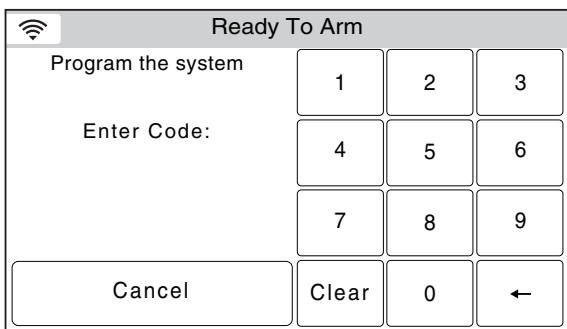 Ready To Arm
Program the system
Enter Code:
1 2 3
4 5 6
7 8 9
Cancel Clear 0 ←